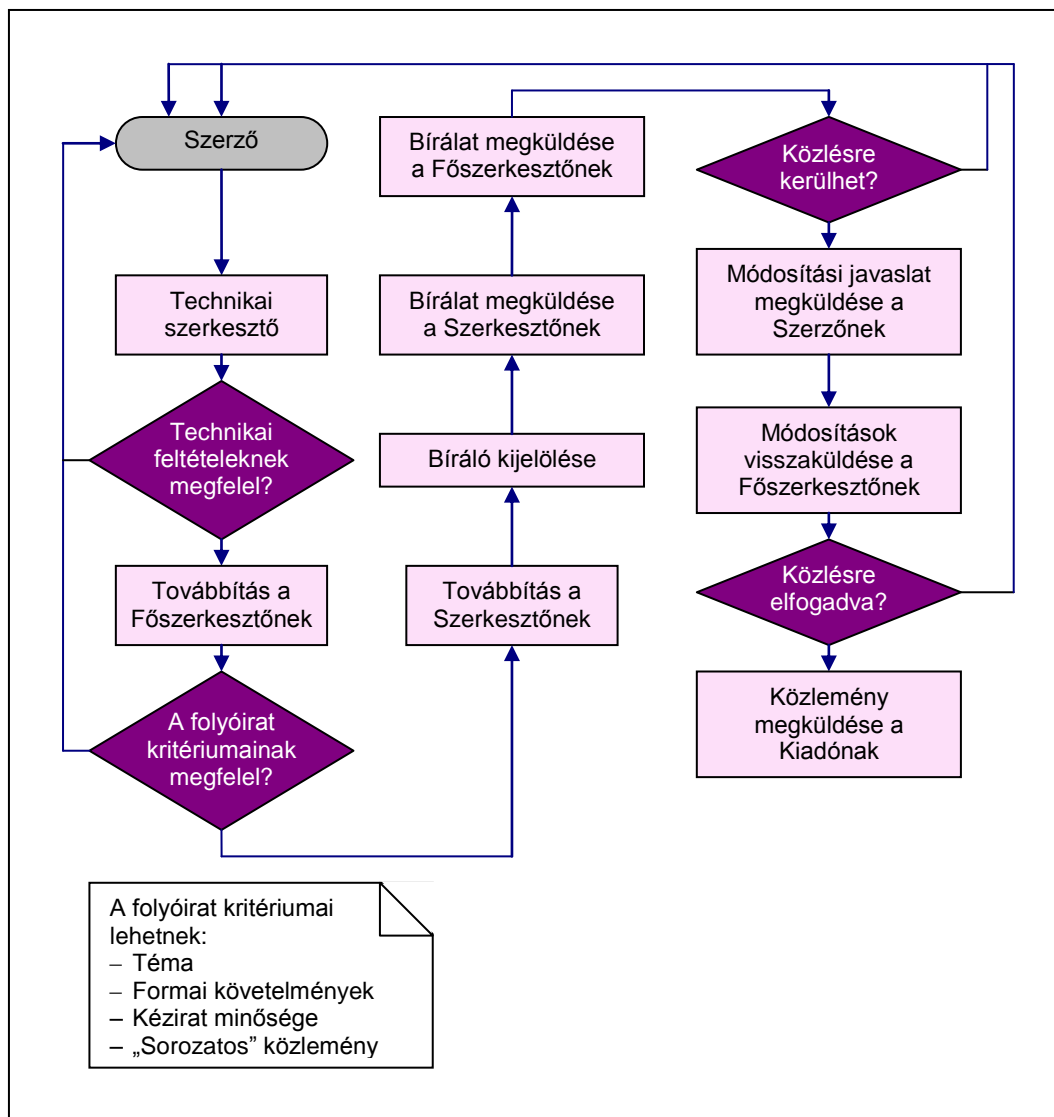 Szerző
Technikai
szerkesztő
Technikai
feltételeknek
megfelel?
Továbbítás a
Főszerkesztőnek
A folyóirat
kritériumainak
megfelel?
Továbbítás a
Szerkesztőnek
Bíráló kijelölése
Bírálat megküldése
a Szerkesztőnek
Bírálat megküldése
a Főszerkesztőnek
Közlésre
kerülhet?
Módosítási javaslat
megküldése a
Szerzőnek
Módosítások
visszaküldése a
Főszerkesztőnek
Közlésre
elfogadva?
Közlemény
megküldése a
Kiadónak
A folyóirat kritériumai
lehetnek:
– Téma
– Formai követelmények
– Kézirat minősége
– „Sorozatos” közlemény